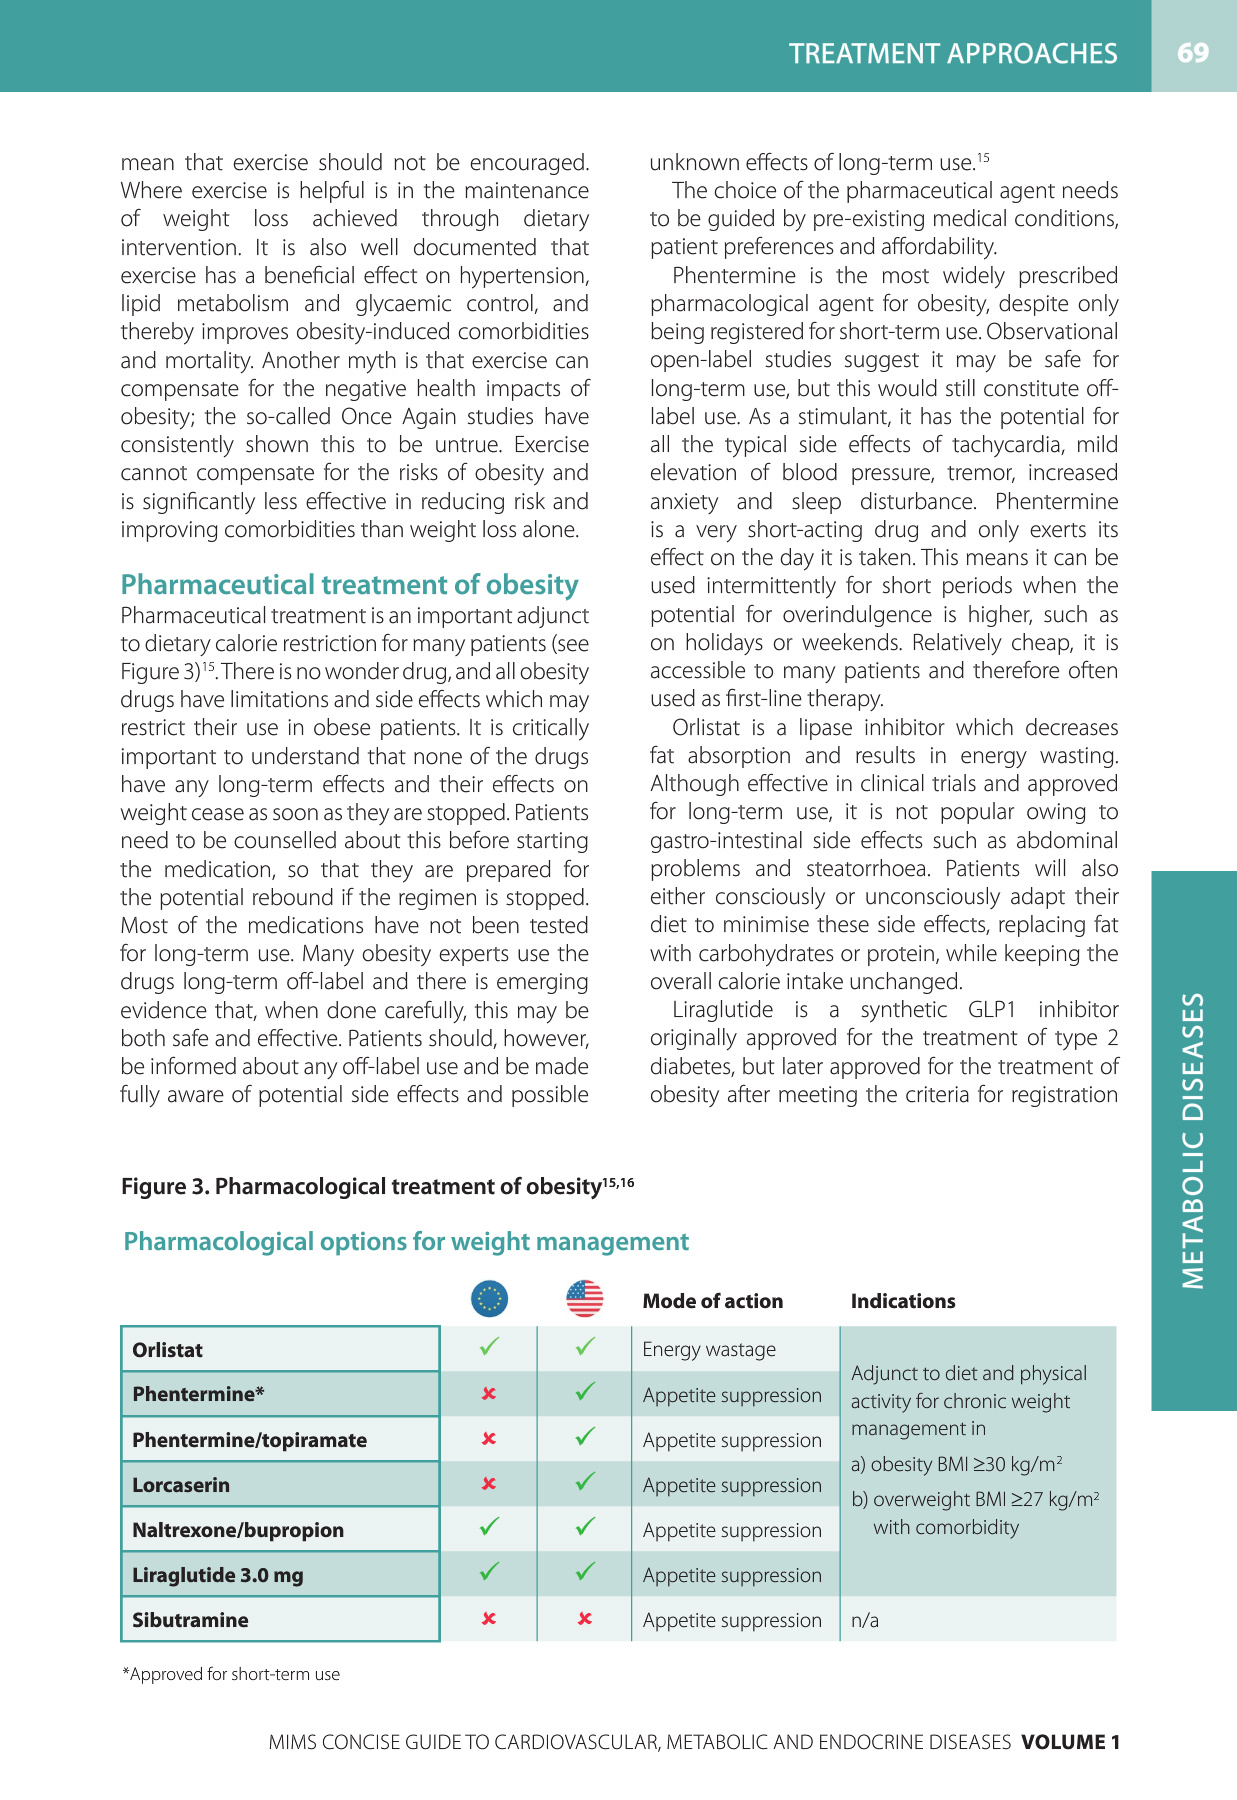 TREATMENT APPROACHES 69
mean that exercise should not be encouraged.
Where exercise is helpful is in the maintenance
of weight loss achieved through dietary
intervention. It is also well documented that
exercise has a beneficial effect on hypertension,
lipid metabolism and glycaemic control, and
thereby improves obesity-induced comorbidities
and mortality. Another myth is that exercise can
compensate for the negative health impacts of
obesity; the so-called Once Again studies have
consistently shown this to be untrue. Exercise
cannot compensate for the risks of obesity and
is significantly less effective in reducing risk and
improving comorbidities than weight loss alone.
Pharmaceutical treatment of obesity
Pharmaceutical treatment is an important adjunct
to dietary calorie restriction for many patients (see
Figure 3)15. There is no wonder drug, and all obesity
drugs have limitations and side effects which may
restrict their use in obese patients. It is critically
important to understand that none of the drugs
have any long-term effects and their effects on
weight cease as soon as they are stopped. Patients
need to be counselled about this before starting
the medication, so that they are prepared for
the potential rebound if the regimen is stopped.
Most of the medications have not been tested
for long-term use. Many obesity experts use the
drugs long-term off-label and there is emerging
evidence that, when done carefully, this may be
both safe and effective. Patients should, however,
be informed about any off-label use and be made
fully aware of potential side effects and possible
unknown effects of long-term use.15
The choice of the pharmaceutical agent needs
to be guided by pre-existing medical conditions,
patient preferences and affordability.
Phentermine is the most widely prescribed
pharmacological agent for obesity, despite only
being registered for short-term use. Observational
open-label studies suggest it may be safe for
long-term use, but this would still constitute off-
label use. As a stimulant, it has the potential for
all the typical side effects of tachycardia, mild
elevation of blood pressure, tremor, increased
anxiety and sleep disturbance. Phentermine
is a very short-acting drug and only exerts its
effect on the day it is taken. This means it can be
used intermittently for short periods when the
potential for overindulgence is higher, such as
on holidays or weekends. Relatively cheap, it is
accessible to many patients and therefore often
used as first-line therapy.
Orlistat is a lipase inhibitor which decreases
fat absorption and results in energy wasting.
Although effective in clinical trials and approved
for long-term use, it is not popular owing to
gastro-intestinal side effects such as abdominal
problems and steatorrhoea. Patients will also
either consciously or unconsciously adapt their
diet to minimise these side effects, replacing fat
with carbohydrates or protein, while keeping the
overall calorie intake unchanged.
Liraglutide is a synthetic GLP1 inhibitor
originally approved for the treatment of type 2
diabetes, but later approved for the treatment of
obesity after meeting the criteria for registration
METABOLIC DISEASES
Figure 3. Pharmacological treatment of obesity15,16
Pharmacological options for weight management
Mode of action Indications
Orlistat ✓ ✓ Energy wastage
Phentermine* ✗ ✓ Appetite suppression
Phentermine/topiramate ✗ ✓ Appetite suppression
Lorcaserin ✗ ✓ Appetite suppression
Naltrexone/bupropion ✓ ✓ Appetite suppression
Liraglutide 3.0 mg ✓ ✓ Appetite suppression
Adjunct to diet and physical
activity for chronic weight
management in
a) obesity BMI ≥30 kg/m2
b) overweight BMI ≥27 kg/m2
with comorbidity
Sibutramine ✗ ✗ Appetite suppression n/a
*Approved for short-term use
MIMS CONCISE GUIDE TO CARDIOVASCULAR, METABOLIC AND ENDOCRINE DISEASES VOLUME 1